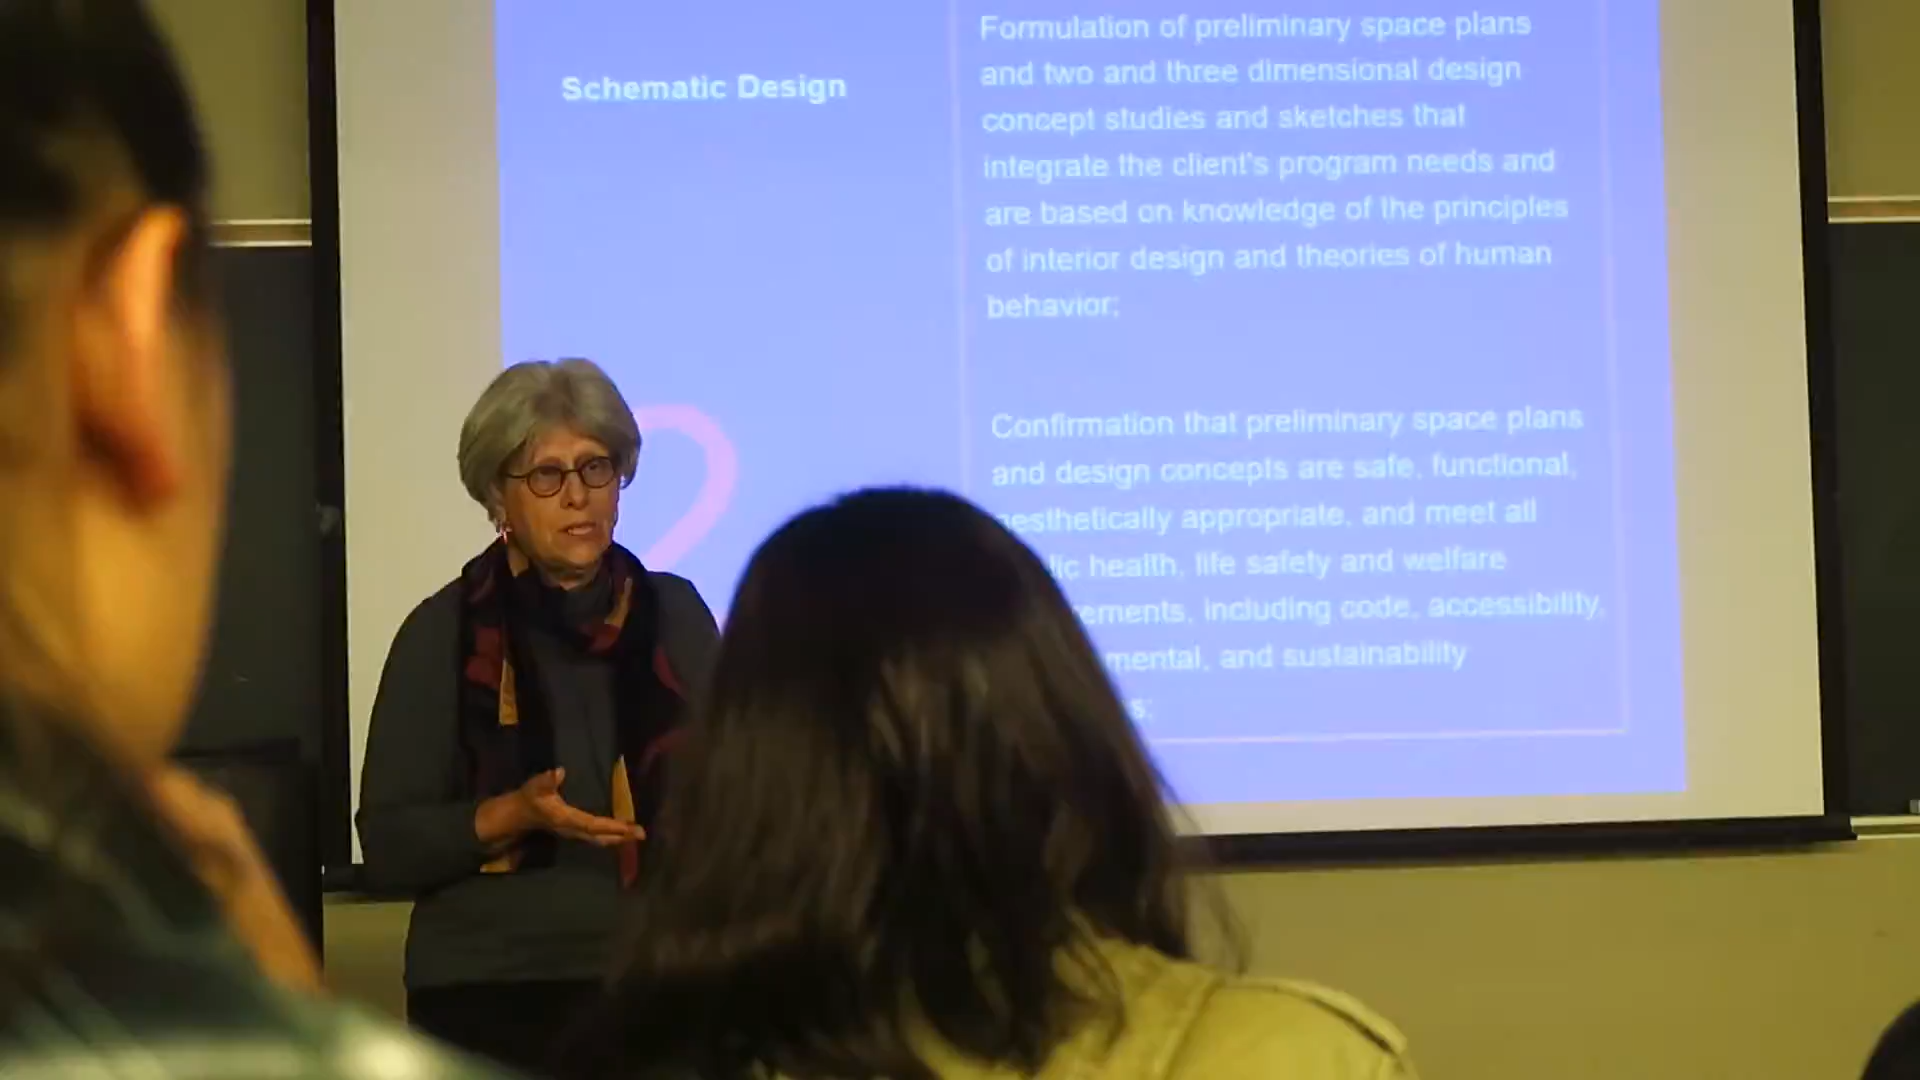 Schematic Design
Formulation of preliminary space plans
and two and three dimensional design
concept studies and sketches that
integrate the client's program needs and
are based on knowledge of the principles
of interior design and theories of human
behavior;
2
Confirmation that preliminary space plans
and design concepts are safe, functional,
aesthetically appropriate, and meet all
health, life safety and welfare
including code, accessibility,
and sustainability